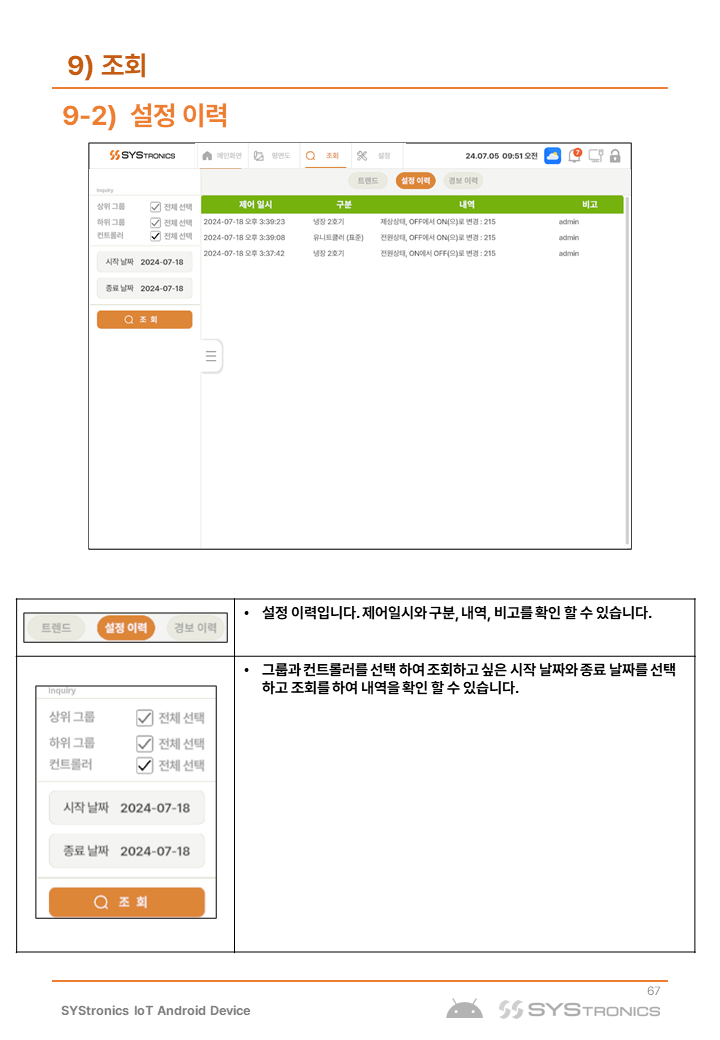 9) 조회
9-2) 설정 이력
SYSTRONICS 메인화면 평면도 조회 설정 24.07.05 09:51 오전 7
트렌드 설정 이력 경보 이력
Inquiry
상위 그룹 전체 선택
하위 그룹 전체 선택
컨트롤러 전체 선택
시작 날짜 2024-07-18
종료 날짜 2024-07-18
조 회
제어 일시 구분 내역 비고
2024-07-18 오후 3:39:23 냉장 2호기 제상상태, OFF에서 ON(으)로 변경 : 215 admin
2024-07-18 오후 3:39:08 유니트쿨러 (표준) 전원상태, OFF에서 ON(으)로 변경 : 215 admin
2024-07-18 오후 3:37:42 냉장 2호기 전원상태, ON에서 OFF(으)로 변경 : 215 admin
트렌드 설정 이력 경보 이력
• 설정 이력입니다. 제어일시와 구분, 내역, 비고를 확인 할 수 있습니다.
Inquiry
상위 그룹 전체 선택
하위 그룹 전체 선택
컨트롤러 전체 선택
시작 날짜 2024-07-18
종료 날짜 2024-07-18
조 회
• 그룹과 컨트롤러를 선택 하여 조회하고 싶은 시작 날짜와 종료 날짜를 선택
하고 조회를 하여 내역을 확인 할 수 있습니다.
67
SYStronics IoT Android Device
SYSTRONICS